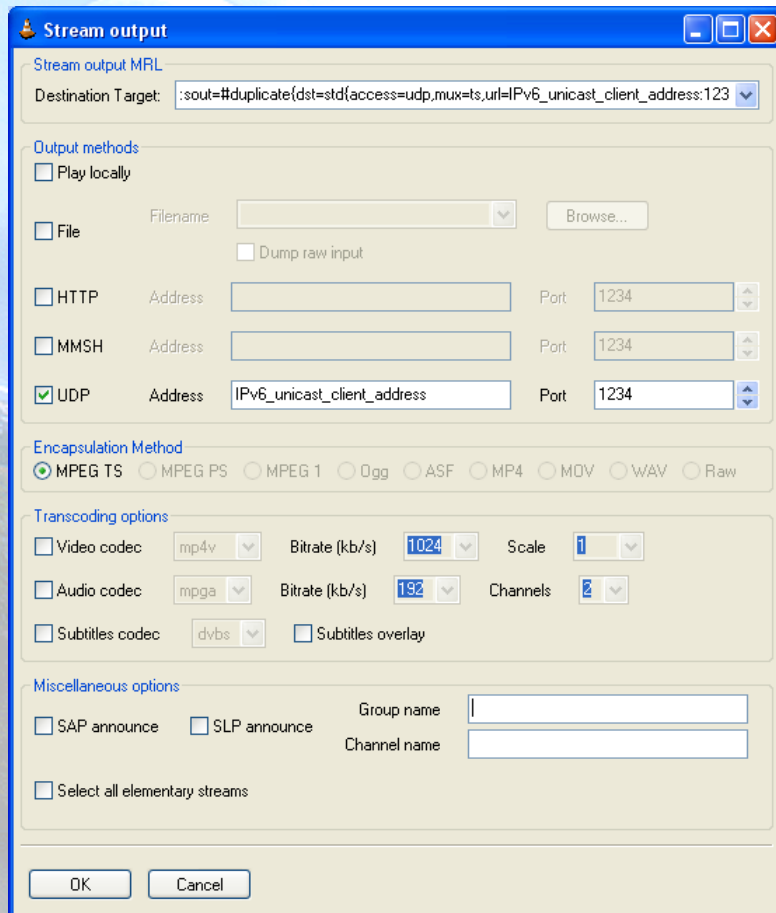 Stream output
Stream output MRL
Destination Target: :sout=#duplicate{dst=std{access=udp,mux=ts,url=IPv6_unicast_client_address:123
Output methods
Play locally
File Filename Browse...
Dump raw input
HTTP Address Port 1234
MMSH Address Port 1234
UDP Address IPv6_unicast_client_address Port 1234
Encapsulation Method
MPEG TS MPEG PS MPEG 1 Ogg ASF MP4 MOV WAV Raw
Transcoding options
Video codec mp4v Bitrate (kb/s) 1024 Scale 1
Audio codec mpga Bitrate (kb/s) 192 Channels 2
Subtitles codec dvbs Subtitles overlay
Miscellaneous options
SAP announce SLP announce Group name
Channel name
Select all elementary streams
OK Cancel